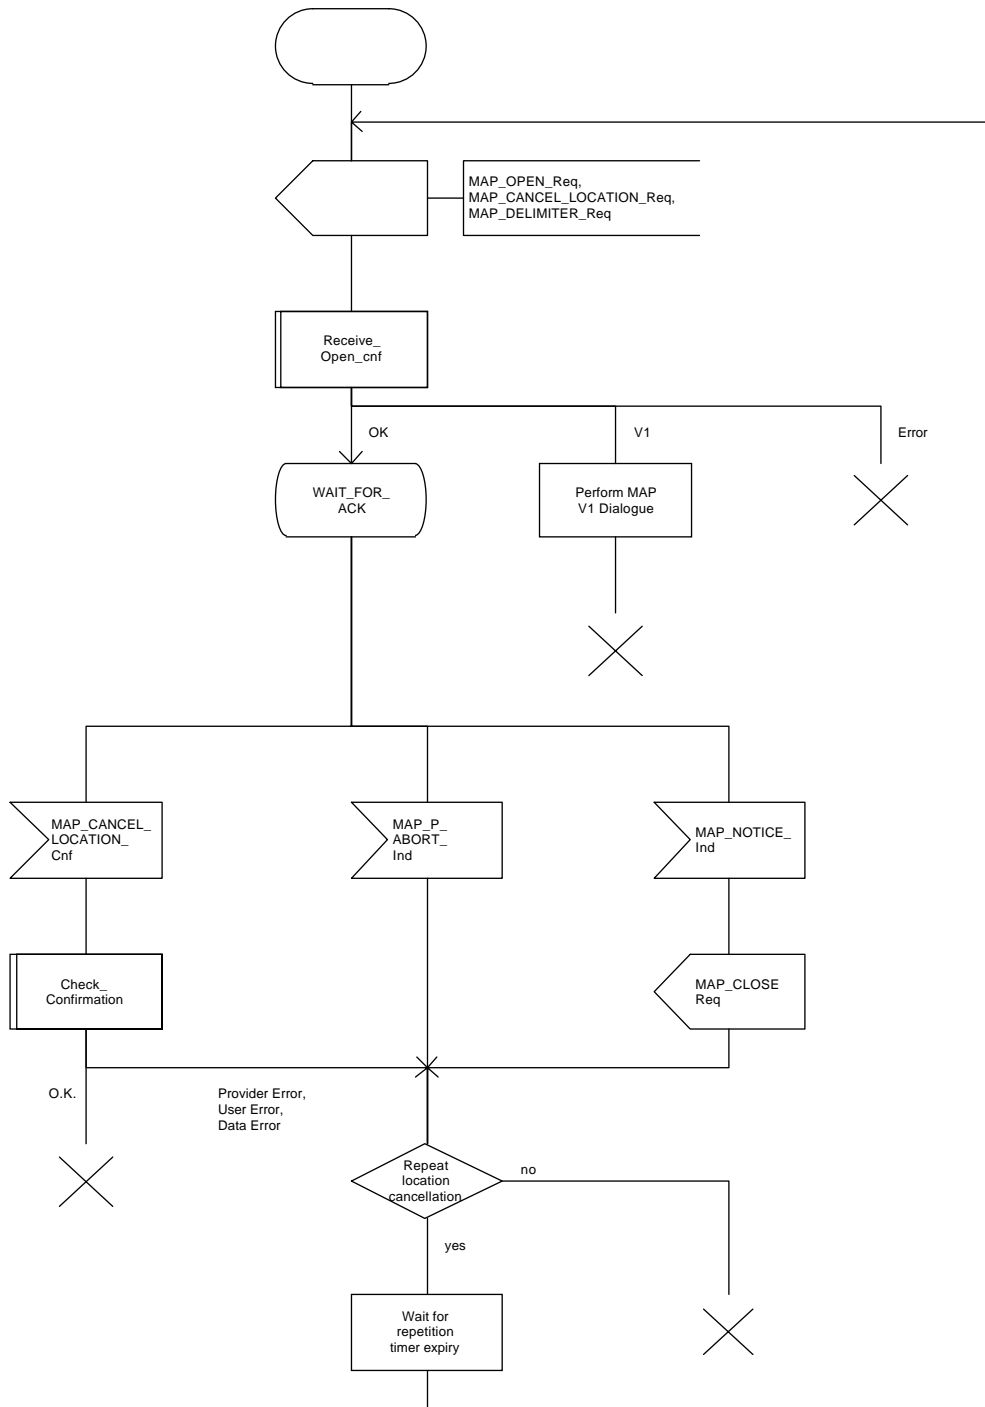 MAP_OPEN_Req,
MAP_CANCEL_LOCATION_Req,
MAP_DELIMITER_Req
Receive_
Open_cnf
OK
V1
Error
WAIT_FOR_
ACK
Perform MAP
V1 Dialogue
MAP_CANCEL_
LOCATION_
Cnf
MAP_P_
ABORT_
Ind
MAP_NOTICE_
Ind
Check_
Confirmation
MAP_CLOSE
Req
O.K.
Provider Error,
User Error,
Data Error
Repeat
location
cancellation
no
yes
Wait for
repetition
timer expiry